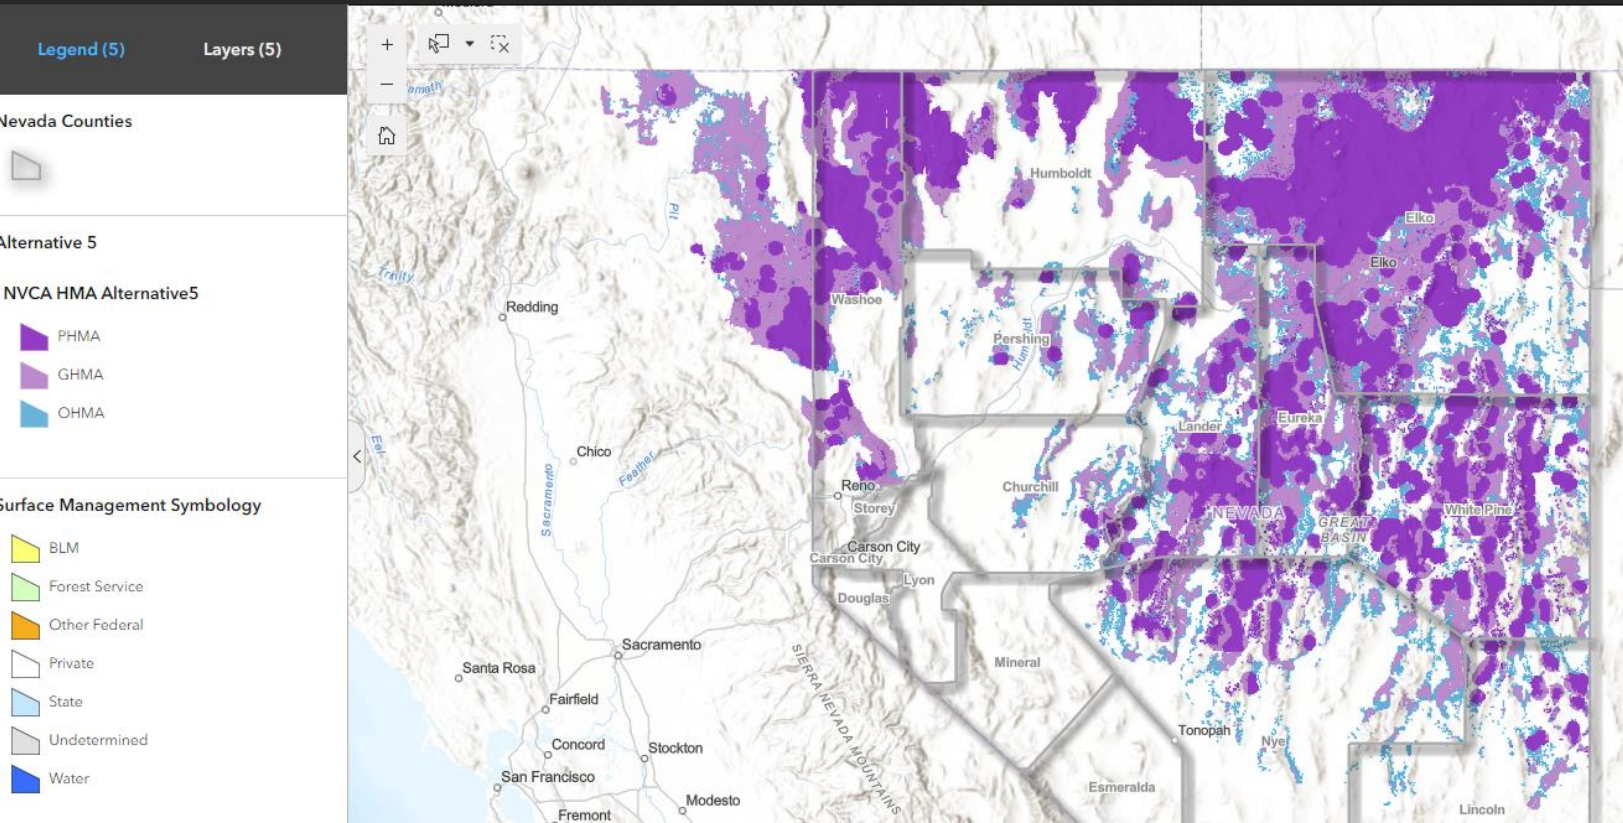 Legend (5)
Layers (5)
Nevada Counties
Alternative 5
NVCA HMA Alternative5
PHMA
GHMA
OHMA
Surface Management Symbology
BLM
Forest Service
Other Federal
Private
State
Undetermined
Water
+
−
amath
Pit
Trinity
Redding
Humboldt
Elko
Elko
Washoe
Pershing
Eel
Chico
Feather
Sacramento
Lander
Eureka
Reno
Storey
Churchill
NEVADA
GREAT
BASIN
White Pine
Carson City
Carson City
Lyon
Douglas
Sacramento
Santa Rosa
Mineral
Fairfield
SIERRA NEVADA MOUNTAINS
Concord
Stockton
Tonopah
Nye
San Francisco
Esmeralda
Modesto
Fremont
Lincoln